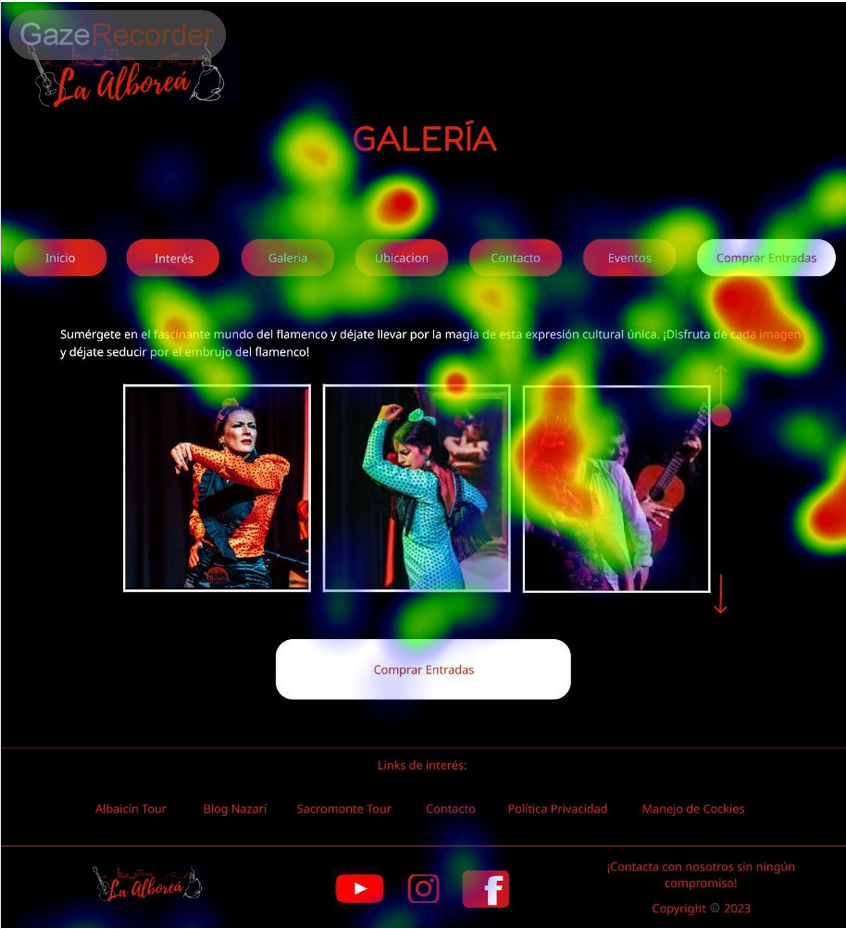 GazeRecorder
La Alboreá
GALERÍA
Inicio
Interés
Galeria
Ubicacion
Contacto
Eventos
Comprar Entradas
Sumérgete en el fascinante mundo del flamenco y déjate llevar por la magia de esta expresión cultural única. ¡Disfruta de cada imagen
y déjate seducir por el embrujo del flamenco!
Comprar Entradas
Links de interés:
Albaicín Tour
Blog Nazarí
Sacromonte Tour
Contacto
Política Privacidad
Manejo de Cockies
La Alboreá
¡Contacta con nosotros sin ningún
compromiso!
Copyright © 2023